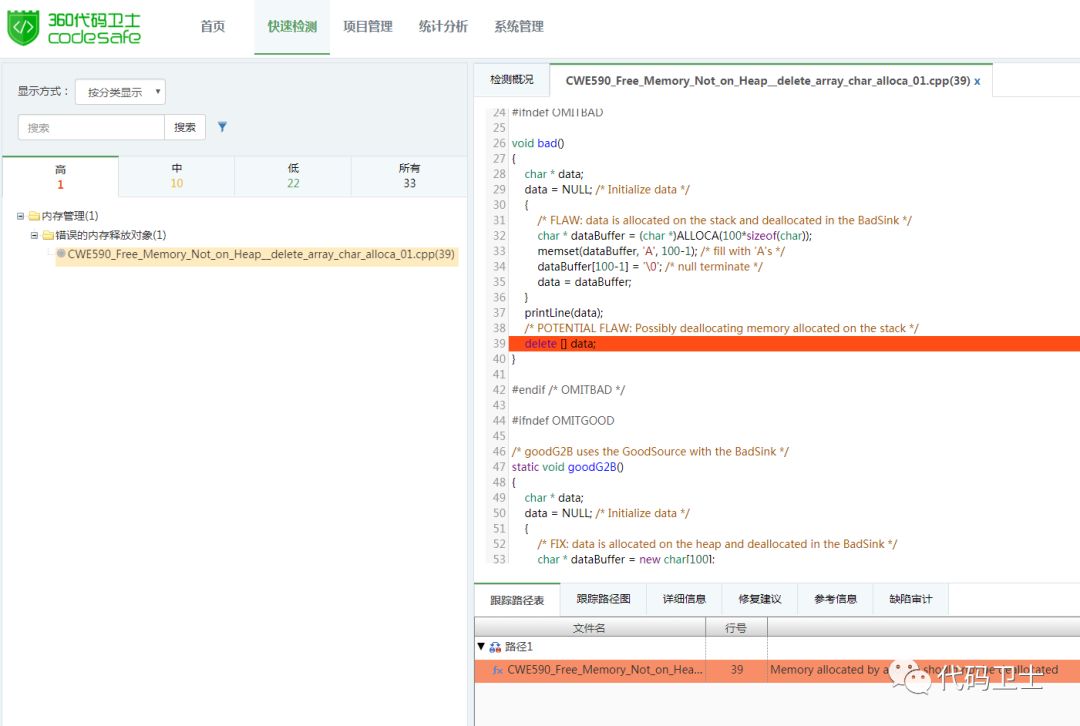 360代码卫士
codesafe
首页
快速检测
项目管理
统计分析
系统管理
显示方式：
按分类显示
搜索
搜索
高
1
中
10
低
22
所有
33
内存管理(1)
错误的内存释放对象(1)
CWE590_Free_Memory_Not_on_Heap__delete_array_char_alloca_01.cpp(39)
检测概况
CWE590_Free_Memory_Not_on_Heap__delete_array_char_alloca_01.cpp(39) x
24 #ifndef OMITBAD
25
26 void bad()
27 {
28 char * data;
29 data = NULL; /* Initialize data */
30 {
31 /* FLAW: data is allocated on the stack and deallocated in the BadSink */
32 char * dataBuffer = (char *)ALLOCA(100*sizeof(char));
33 memset(dataBuffer, 'A', 100-1); /* fill with 'A's */
34 dataBuffer[100-1] = '\0'; /* null terminate */
35 data = dataBuffer;
36 }
37 printLine(data);
38 /* POTENTIAL FLAW: Possibly deallocating memory allocated on the stack */
39 delete [] data;
40 }
41
42 #endif /* OMITBAD */
43
44 #ifndef OMITGOOD
45
46 /* goodG2B uses the GoodSource with the BadSink */
47 static void goodG2B()
48 {
49 char * data;
50 data = NULL; /* Initialize data */
51 {
52 /* FIX: data is allocated on the heap and deallocated in the BadSink */
53 char * dataBuffer = new char[100];
跟踪路径表
跟踪路径图
详细信息
修复建议
参考信息
缺陷审计
文件名
行号
路径1
fx CWE590_Free_Memory_Not_on_Hea...
39
Memory allocated by a
代码卫士